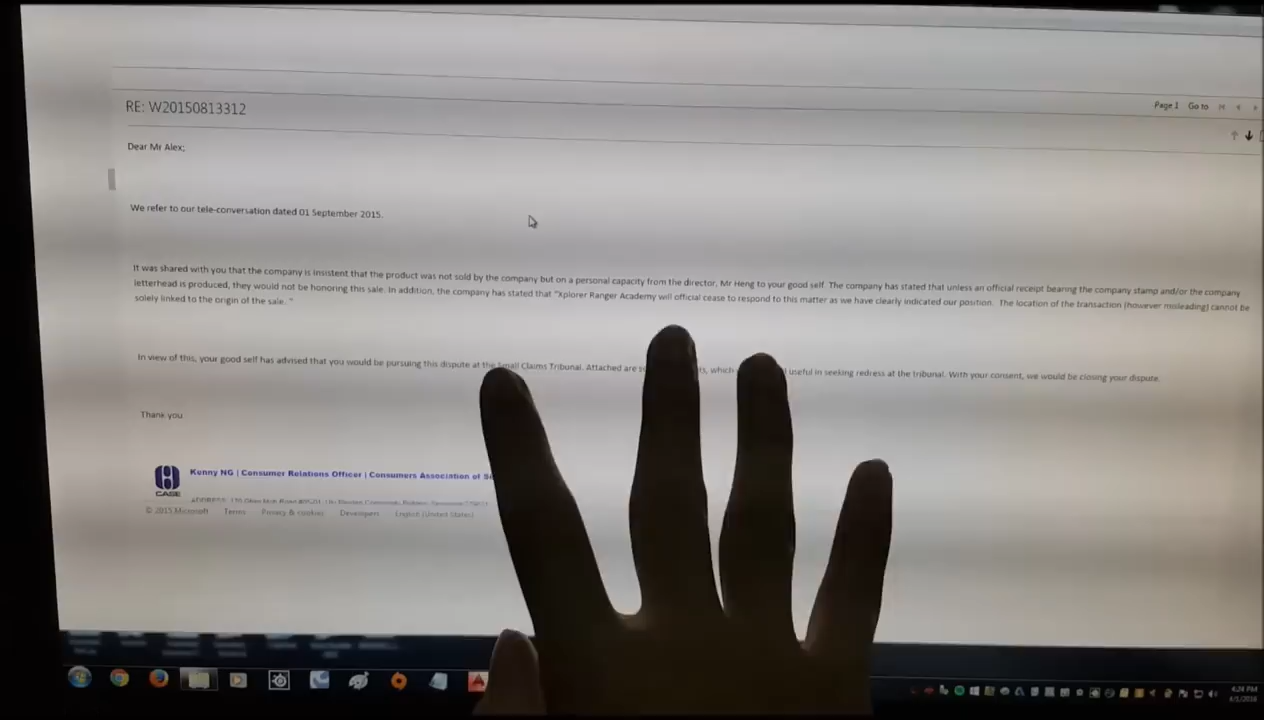 RE: W20150813312
Page 1 Go to
Dear Mr Alex;
We refer to our tele-conversation dated 01 September 2015.
It was shared with you that the company is insistent that the product was not sold by the company but on a personal capacity from the director, Mr Heng to your good self. The company has stated that unless an official receipt bearing the company stamp and/or the company
letterhead is produced, they would not be honoring this sale. In addition, the company has stated that "Xplorer Ranger Academy will official cease to respond to this matter as we have clearly indicated our position. The location of the transaction (however misleading) cannot be
solely linked to the origin of the sale. "
In view of this, your good self has advised that you would be pursuing this dispute at the Small Claims Tribunal. Attached are which useful in seeking redress at the tribunal. With your consent, we would be closing your dispute.
Thank you
Kenny NG | Consumer Relations Officer | Consumers Association of
CASE
© 2015 Microsoft Terms Privacy & cookies Developers English (United States)
4:24 PM